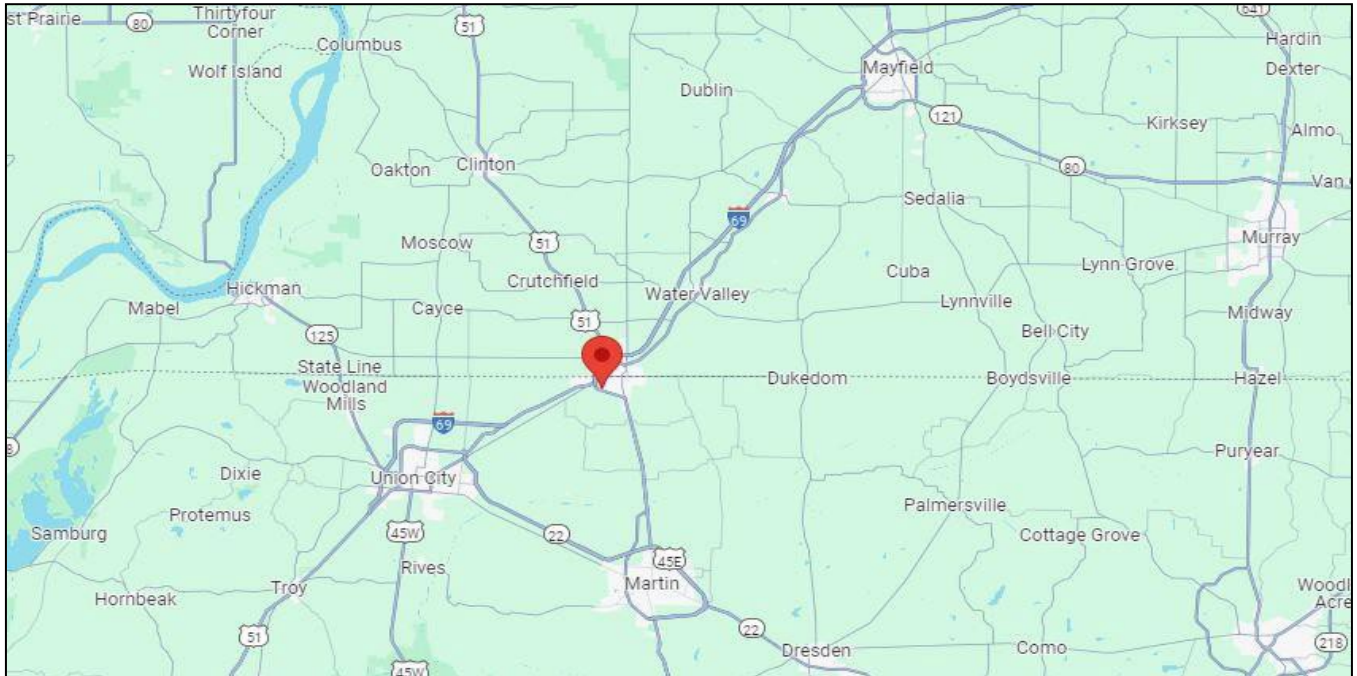 st Prairie
80
Thirtyfour
Corner
51
641
Columbus
Hardin
Wolf Island
Mayfield
Dexter
Dublin
121
Kirksey
Almo
Oakton
Clinton
80
Van
Sedalia
69
Moscow
51
Murray
Cuba
Lynn Grove
Crutchfield
Hickman
Water Valley
Mabel
Cayce
Lynnville
51
Midway
125
Bell City
State Line
Woodland
Mills
Dukedom
Boydsville
Hazel
69
Dixie
Union City
Puryear
Palmersville
Protemus
Samburg
45W
22
Cottage Grove
45E
Rives
Troy
Martin
Hornbeak
Woodl
Acre
22
51
218
Dresden
Como
45W